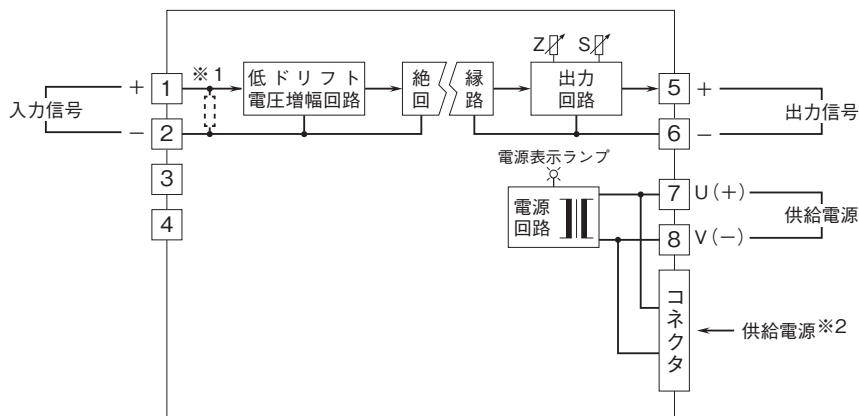 Z S
※1
低ドリフト
電圧増幅回路
絶縁
回路
出力
回路
+ 1
入力信号
− 2
3
4
5 +
出力信号
6 −
電源表示ランプ
電源
回路
7 U(+)
供給電源
8 V(−)
コネクタ
供給電源※2